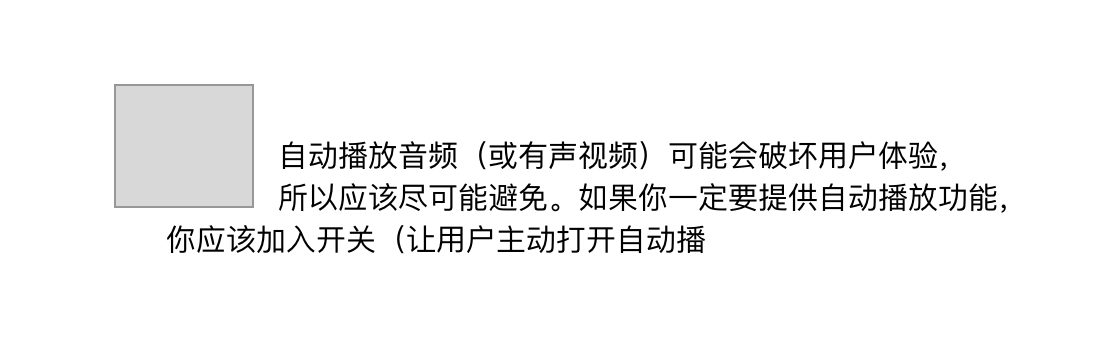 自动播放音频（或有声视频）可能会破坏用户体验，
所以应该尽可能避免。如果你一定要提供自动播放功能，
你应该加入开关（让用户主动打开自动播